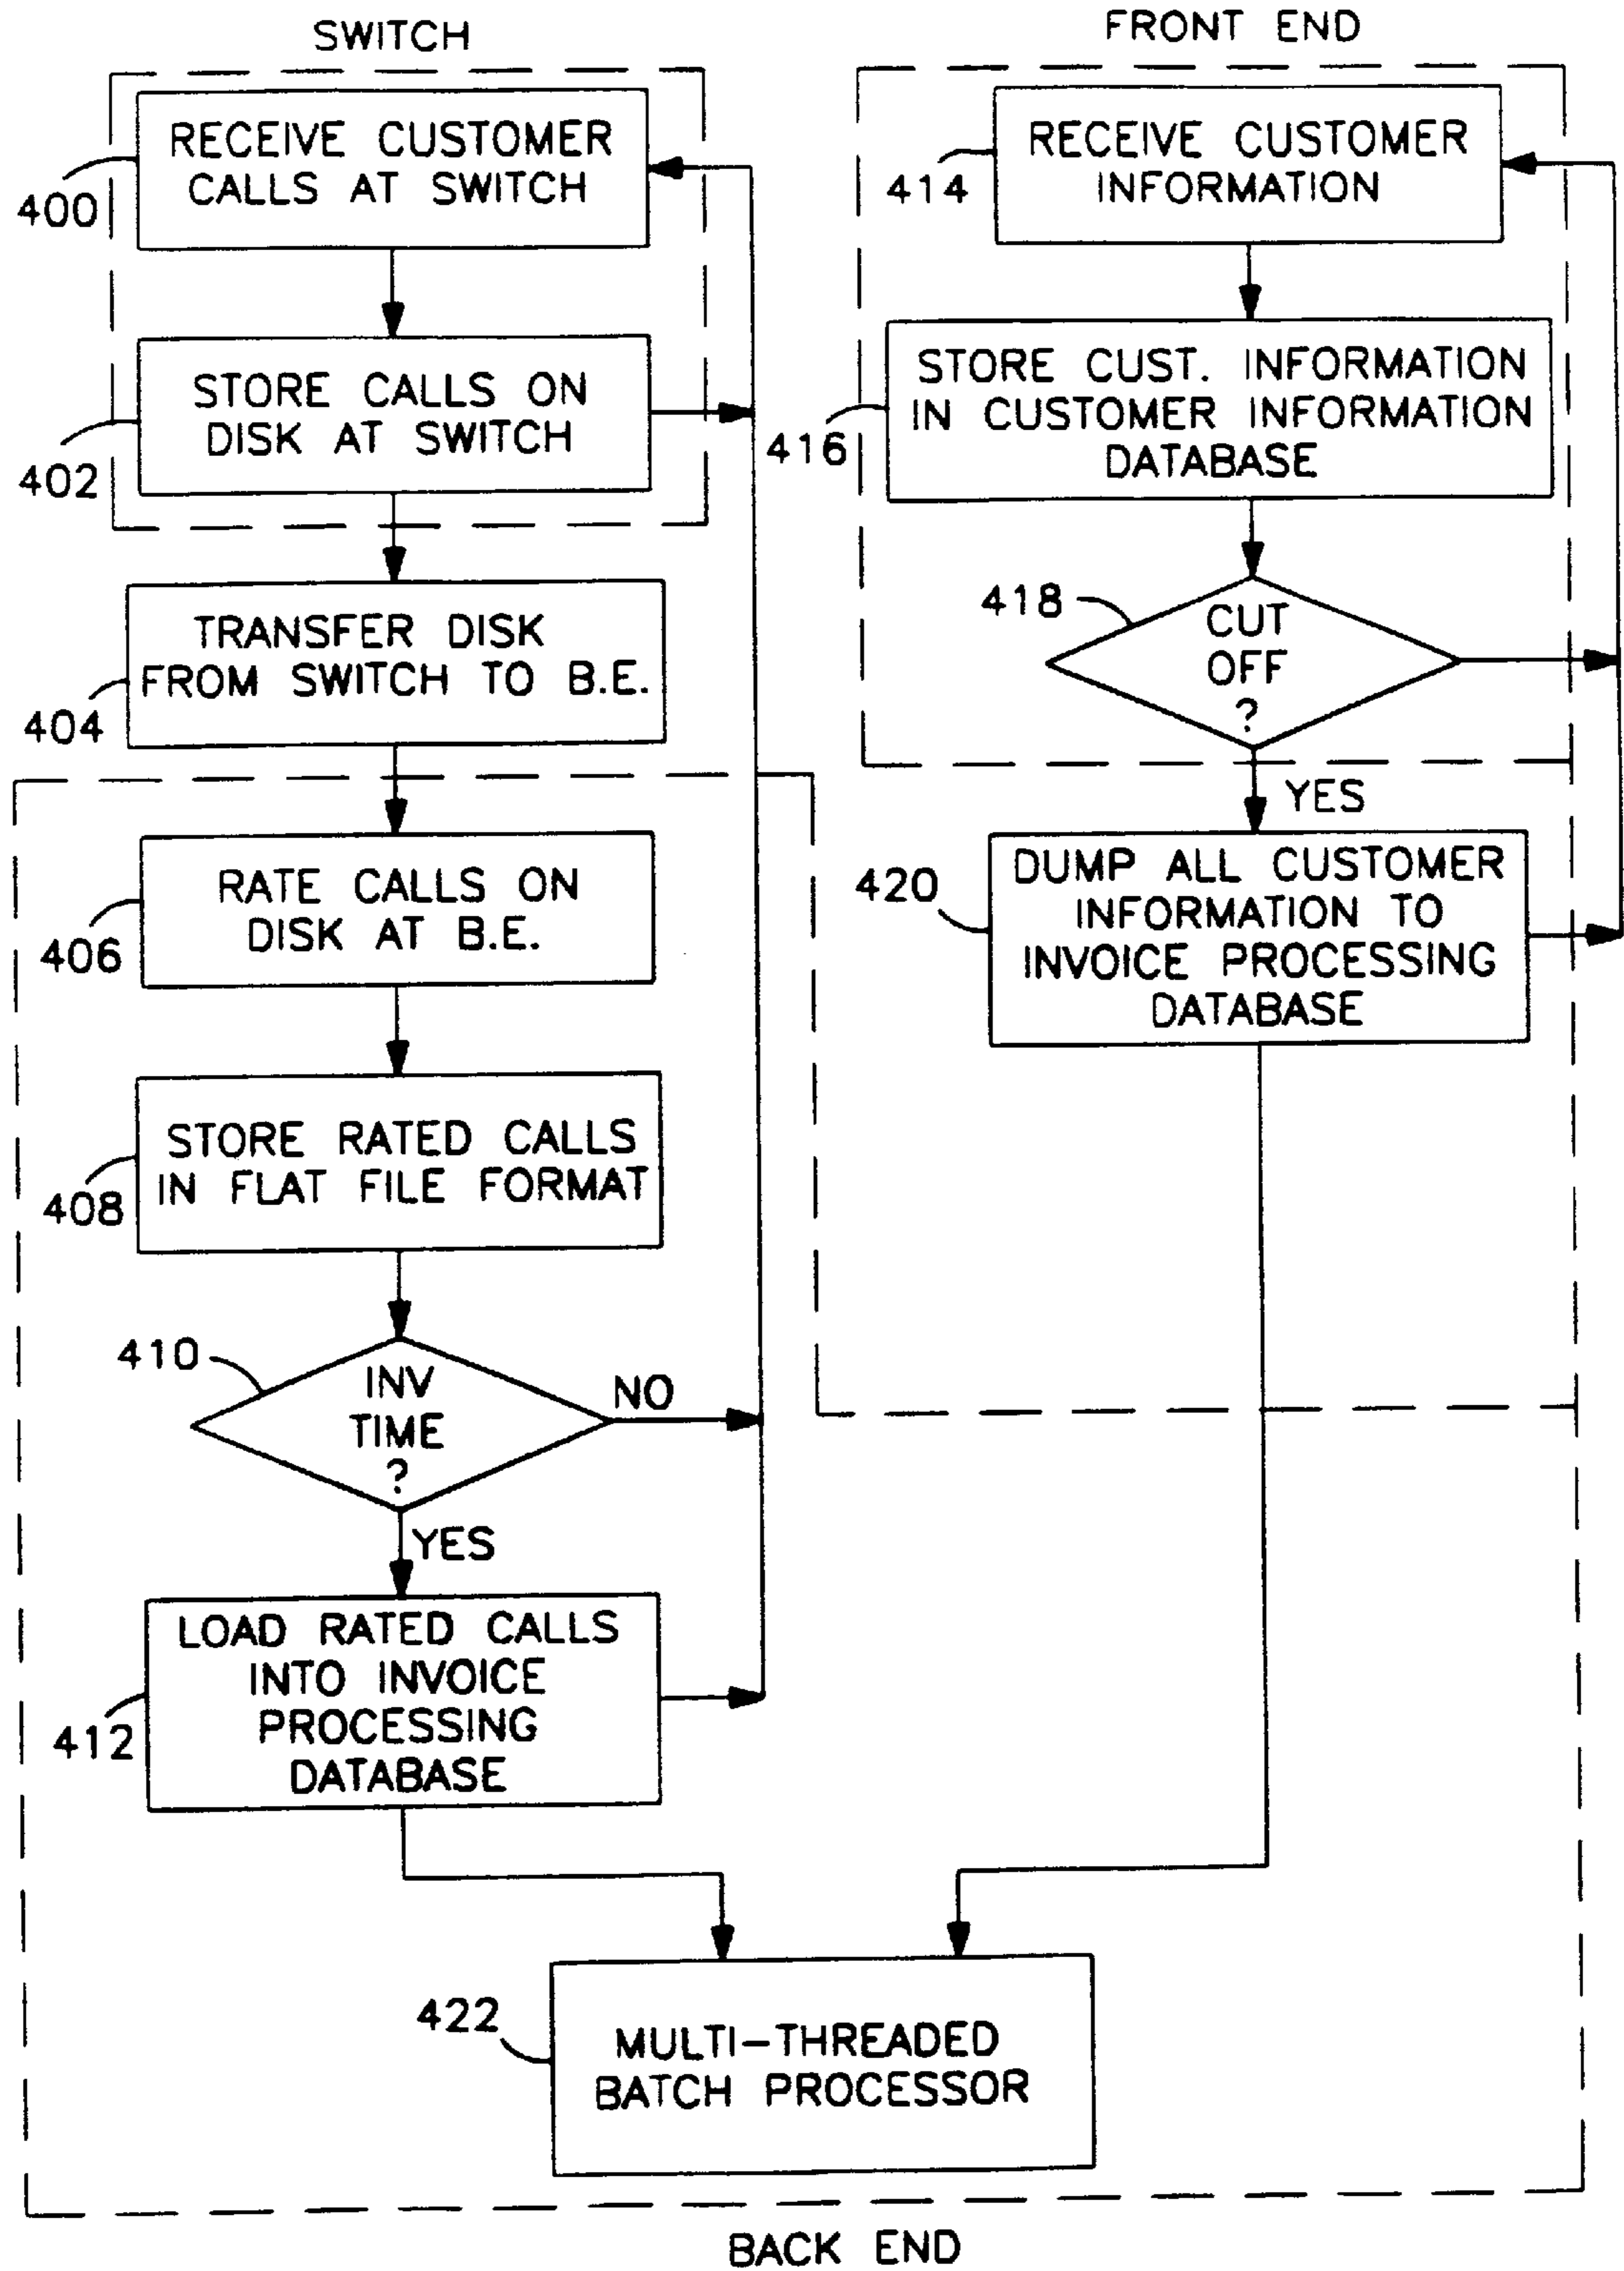 SWITCH
RECEIVE CUSTOMER
CALLS AT SWITCH
400
STORE CALLS ON
DISK AT SWITCH
402
TRANSFER DISK
FROM SWITCH TO B.E.
404
RATE CALLS ON
DISK AT B.E.
406
STORE RATED CALLS
IN FLAT FILE FORMAT
408
410
INV
TIME
?
NO
YES
LOAD RATED CALLS
INTO INVOICE
PROCESSING
DATABASE
412
FRONT END
RECEIVE CUSTOMER
INFORMATION
414
STORE CUST. INFORMATION
IN CUSTOMER INFORMATION
DATABASE
416
418
CUT
OFF
?
YES
DUMP ALL CUSTOMER
INFORMATION TO
INVOICE PROCESSING
DATABASE
420
422
MULTI-THREADED
BATCH PROCESSOR
BACK END